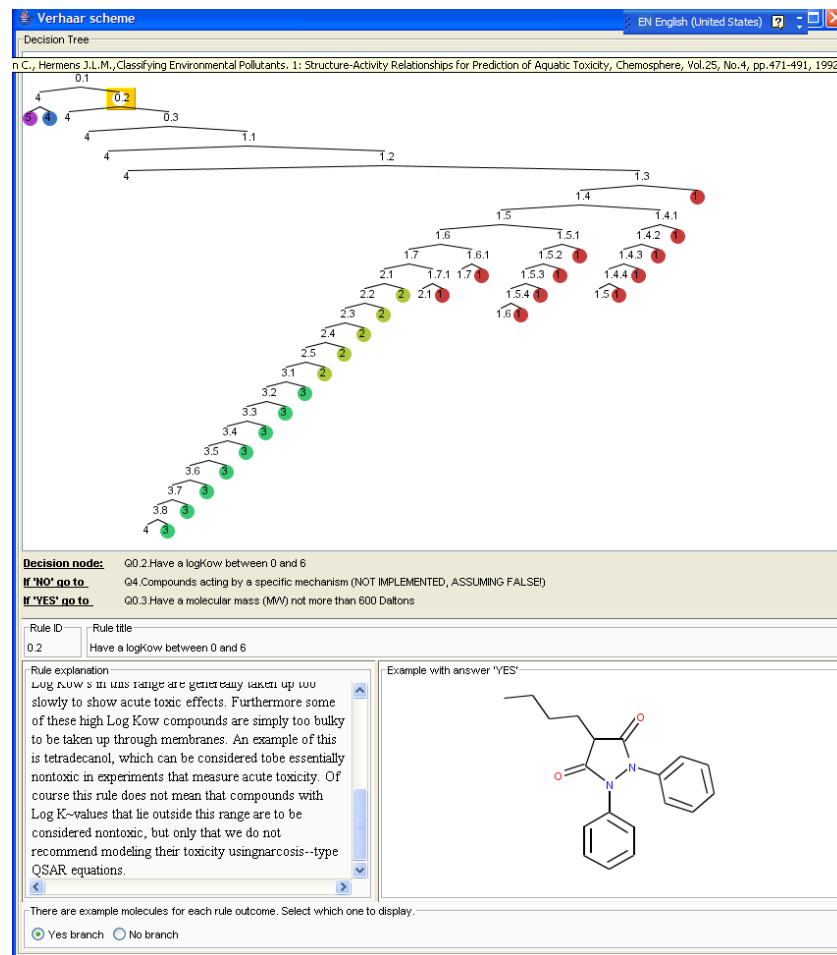 Verhaar scheme
EN English (United States)
Decision Tree
n C., Hermens J.L.M.,Classifying Environmental Pollutants. 1: Structure-Activity Relationships for Prediction of Aquatic Toxicity, Chemosphere, Vol.25, No.4, pp.471-491, 1992
0.1
4 0.2
5 4 4 0.3
4 1.1
4 1.2
4 1.3
1.4 1
1.5 1.4.1
1.6 1.5.1 1.4.2 1
1.7 1.6.1 1.5.2 1 1.4.3 1
2.1 1.7.1 1.7 1 1.5.3 1 1.4.4 1
2.2 2 2.1 1 1.5.4 1 1.5 1
2.3 2 1.6 1
2.4 2
2.5 2
3.1 2
3.2 3
3.3 3
3.4 3
3.5 3
3.6 3
3.7 3
3.8 3
4 3
Decision node: Q0.2.Have a logKow between 0 and 6
If 'NO' go to Q4.Compounds acting by a specific mechanism (NOT IMPLEMENTED, ASSUMING FALSE!)
If 'YES' go to Q0.3.Have a molecular mass (MW) not more than 600 Daltons
Rule ID Rule title
0.2 Have a logKow between 0 and 6
Rule explanation
Log Kow's in this range are genereally taken up too
slowly to show acute toxic effects. Furthermore some
of these high Log Kow compounds are simply too bulky
to be taken up through membranes. An example of this
is tetradecanol, which can be considered tobe essentially
nontoxic in experiments that measure acute toxicity. Of
course this rule does not mean that compounds with
Log K~values that lie outside this range are to be
considered nontoxic, but only that we do not
recommend modeling their toxicity usingnarcosis--type
QSAR equations.
Example with answer 'YES'
O
N
O
N
There are example molecules for each rule outcome. Select which one to display.
Yes branch No branch